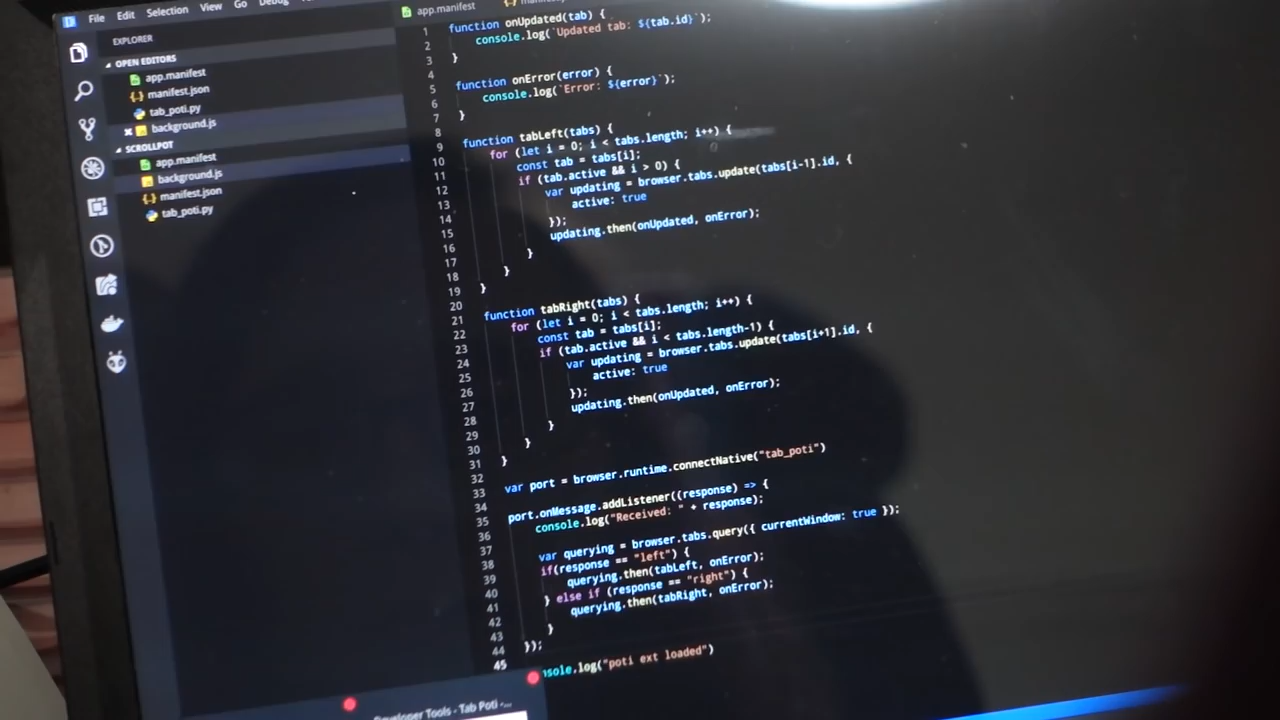 File Edit Selection View Go Debug
EXPLORER
OPEN EDITORS
app.manifest
manifest.json
tab_poti.py
background.js
SCROLLPOT
app.manifest
background.js
manifest.json
tab_poti.py
app.manifest
1 function onUpdated(tab) {
2 console.log(`Updated tab: ${tab.id}`);
3 }
4
5 function onError(error) {
6 console.log(`Error: ${error}`);
7 }
8
9 function tabLeft(tabs) {
10 for (let i = 0; i < tabs.length; i++) {
11 const tab = tabs[i];
12 if (tab.active && i > 0) {
13 var updating = browser.tabs.update(tabs[i-1].id, {
14 active: true
15 });
16 updating.then(onUpdated, onError);
17 }
18 }
19 }
20
21 function tabRight(tabs) {
22 for (let i = 0; i < tabs.length; i++) {
23 const tab = tabs[i];
24 if (tab.active && i < tabs.length-1) {
25 var updating = browser.tabs.update(tabs[i+1].id, {
26 active: true
27 });
28 updating.then(onUpdated, onError);
29 }
30 }
31 }
32
33 var port = browser.runtime.connectNative("tab_poti")
34
35 port.onMessage.addListener((response) => {
36 console.log("Received: " + response);
37
38 var querying = browser.tabs.query({ currentWindow: true });
39 if(response == "left") {
40 querying.then(tabLeft, onError);
41 } else if (response == "right") {
42 querying.then(tabRight, onError);
43 }
44 });
45
nsole.log("poti ext loaded")
Developer Tools - Tab Poti -...